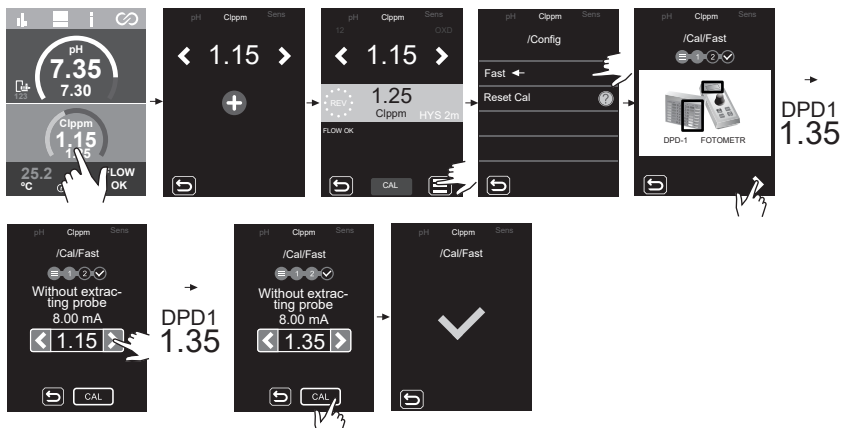 pH
7.35
7.30
123
Clppm
1.15
25.2
°C
FLOW
OK
pH Clppm Sens
1.15
pH Clppm Sens
12 OXD
1.15
REV
1.25
Clppm
HYS 2m
FLOW OK
CAL
pH Clppm Sens
/Config
Fast
Reset Cal ?
pH Clppm Sens
/Cal/Fast
1 2
DPD-1 FOTOMETR
DPD1
1.35
pH Clppm Sens
/Cal/Fast
1 2
Without extrac-
ting probe
8.00 mA
1.15
CAL
DPD1
1.35
pH Clppm Sens
/Cal/Fast
1 2
Without extrac-
ting probe
8.00 mA
1.35
CAL
pH Clppm Sens
/Cal/Fast